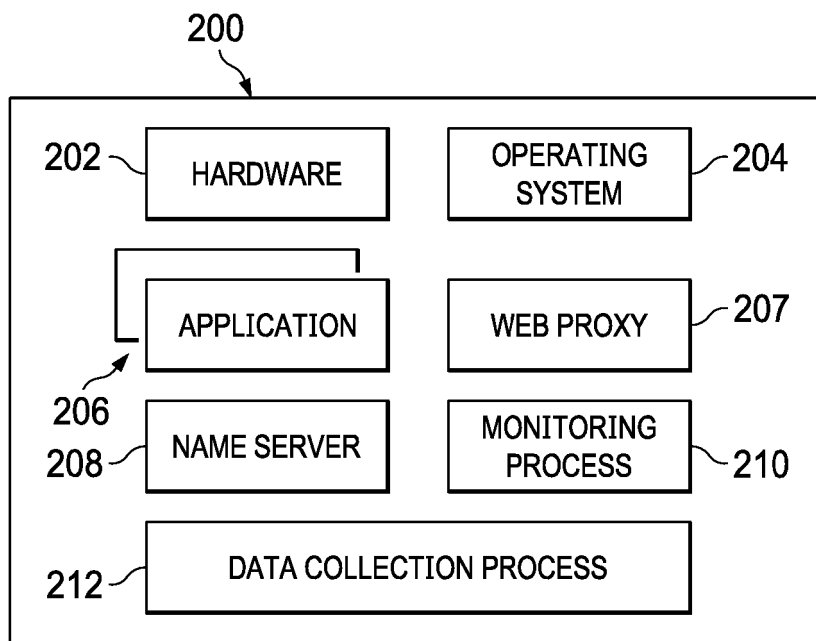 200
202
HARDWARE
OPERATING
SYSTEM
204
APPLICATION
WEB PROXY
207
206
208
NAME SERVER
MONITORING
PROCESS
210
212
DATA COLLECTION PROCESS